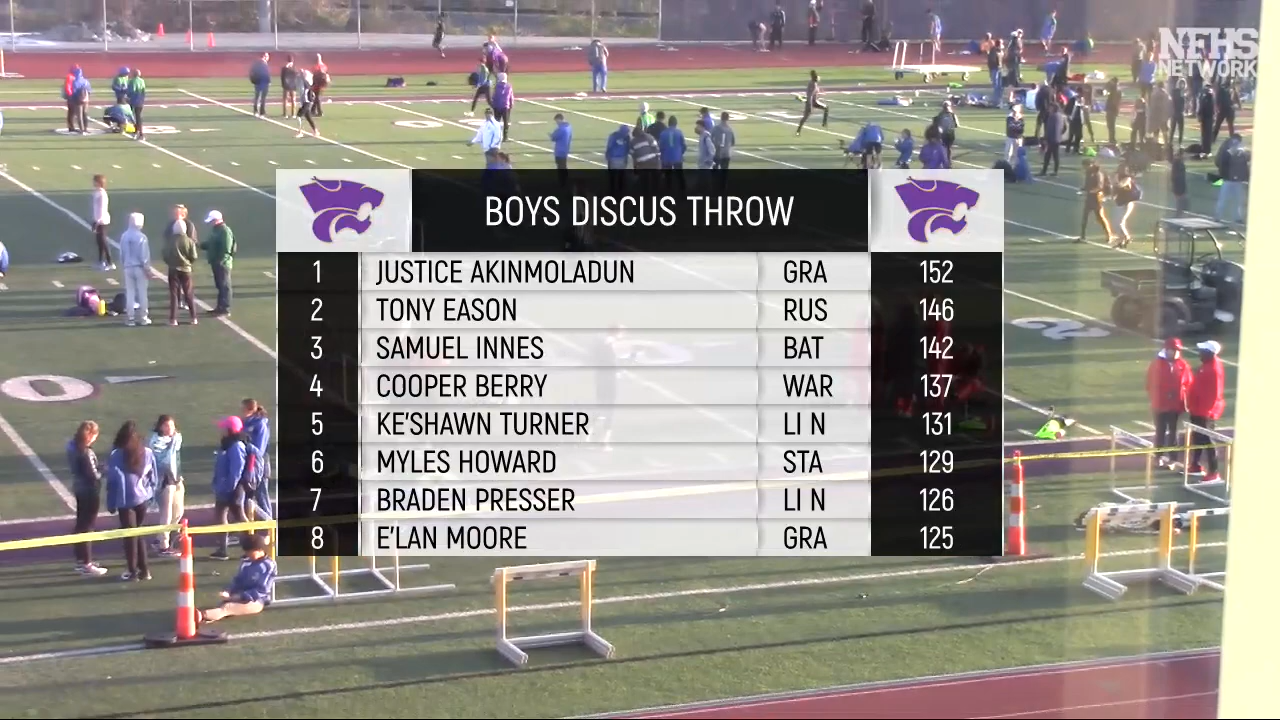 NFHS
NETWORK
BOYS DISCUS THROW
1 JUSTICE AKINMOLADUN GRA 152
2 TONY EASON RUS 146
3 SAMUEL INNES BAT 142
4 COOPER BERRY WAR 137
5 KE'SHAWN TURNER LI N 131
6 MYLES HOWARD STA 129
7 BRADEN PRESSER LI N 126
8 E'LAN MOORE GRA 125
0
2